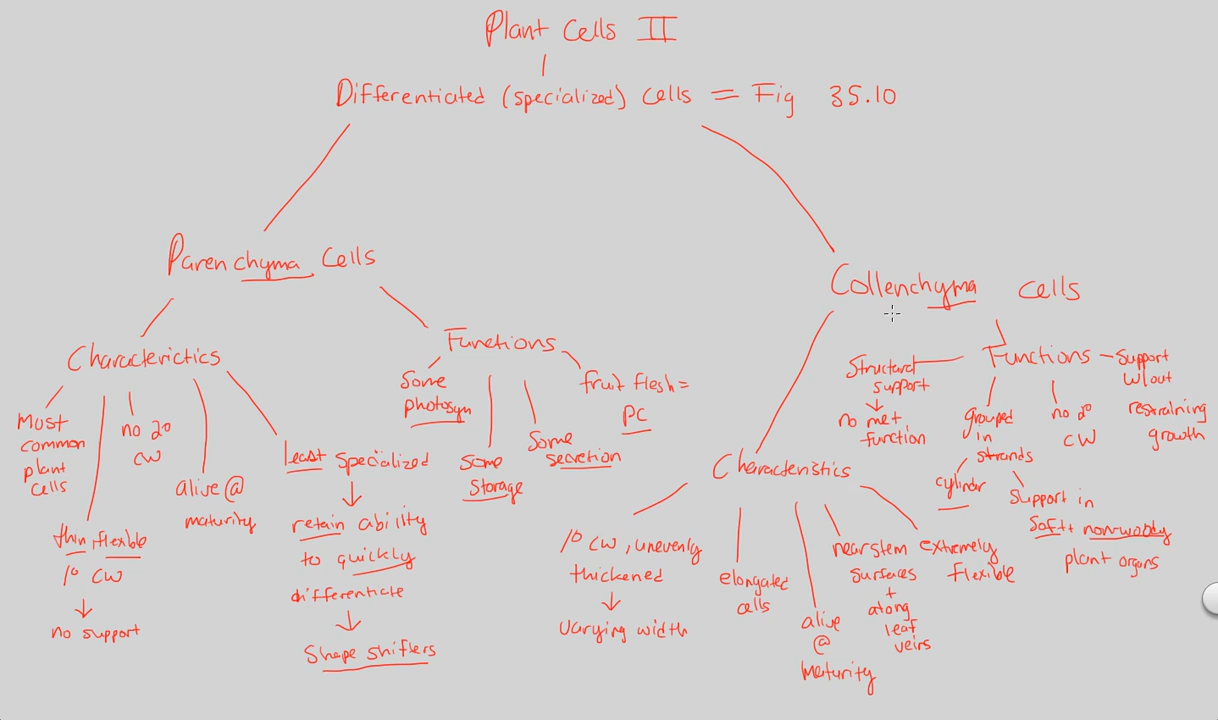 Plant Cells II
Differentiated (specialized) cells = Fig 35.10
Parenchyma Cells
Characterictics
Most
common
plant
cells
thin, flexible
1° CW
no support
no 2°
CW
alive @
maturity
least specialized
retain ability
to quickly
differentiate
Shape shifters
Functions
Some
photosyn
Some
Storage
Some
secretion
fruit flesh =
PC
Collenchyma cells
Characteristics
1° CW, unevenly
thickened
Varying width
elongated
cells
alive
@
Maturity
near stem
surfaces
+
along
leaf
veirs
extremely
flexible
Functions
Structural
support
no met.
function
grouped
in
strands
cylinder
Support in
Soft + non-woody
plant organs
no 2°
CW
Support
w/out
restraining
growth